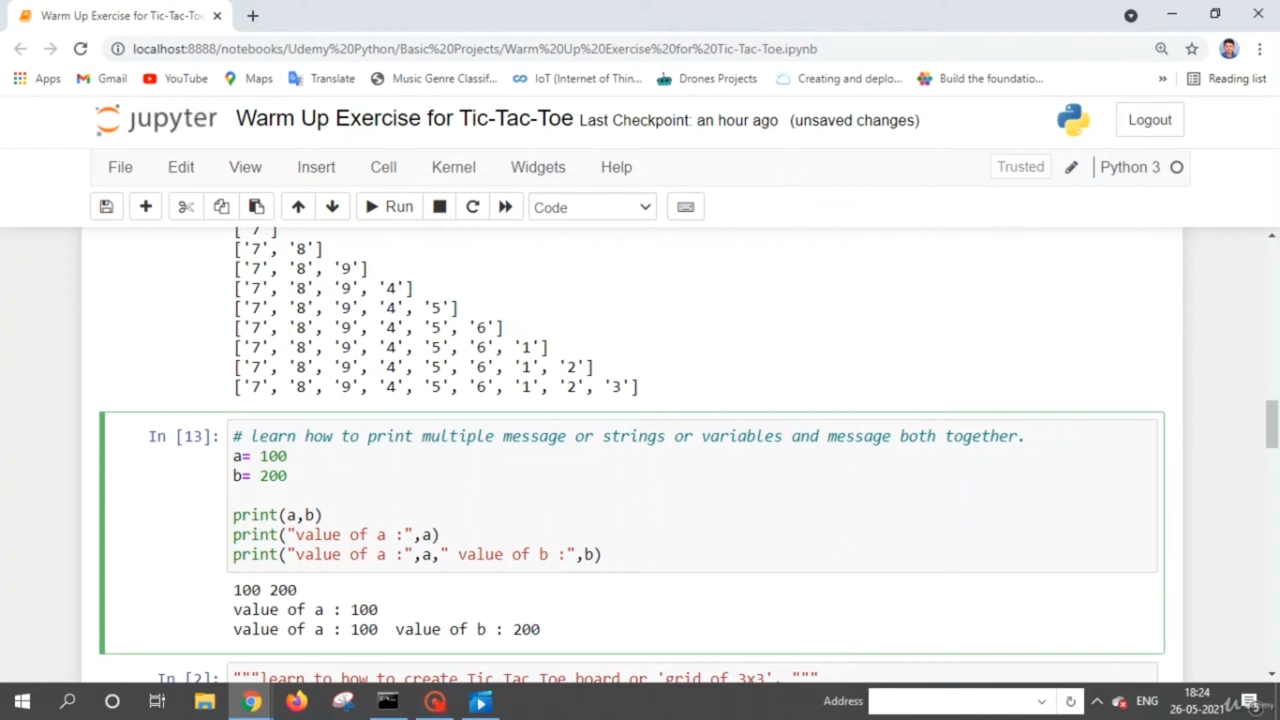 Warm Up Exercise for Tic-Tac-Toe
localhost:8888/notebooks/Udemy%20Python/Basic%20Projects/Warm%20Up%20Exercise%20for%20Tic-Tac-Toe.ipynb
Apps Gmail YouTube Maps Translate Music Genre Classif... IoT (Internet of Thin... Drones Projects Creating and deplo... Build the foundatio... » Reading list
jupyter Warm Up Exercise for Tic-Tac-Toe Last Checkpoint: an hour ago (unsaved changes) Logout
File Edit View Insert Cell Kernel Widgets Help Trusted Python 3
Run Code
['7']
['7', '8']
['7', '8', '9']
['7', '8', '9', '4']
['7', '8', '9', '4', '5']
['7', '8', '9', '4', '5', '6']
['7', '8', '9', '4', '5', '6', '1']
['7', '8', '9', '4', '5', '6', '1', '2']
['7', '8', '9', '4', '5', '6', '1', '2', '3']
In [13]: # learn how to print multiple message or strings or variables and message both together.
a= 100
b= 200
print(a,b)
print("value of a :",a)
print("value of a :",a," value of b :",b)
100 200
value of a : 100
value of a : 100  value of b : 200
In [2]: """learn to how to create Tic Tac Toe board or 'grid of 3x3'. """
Address ENG 18:24
26-05-2021